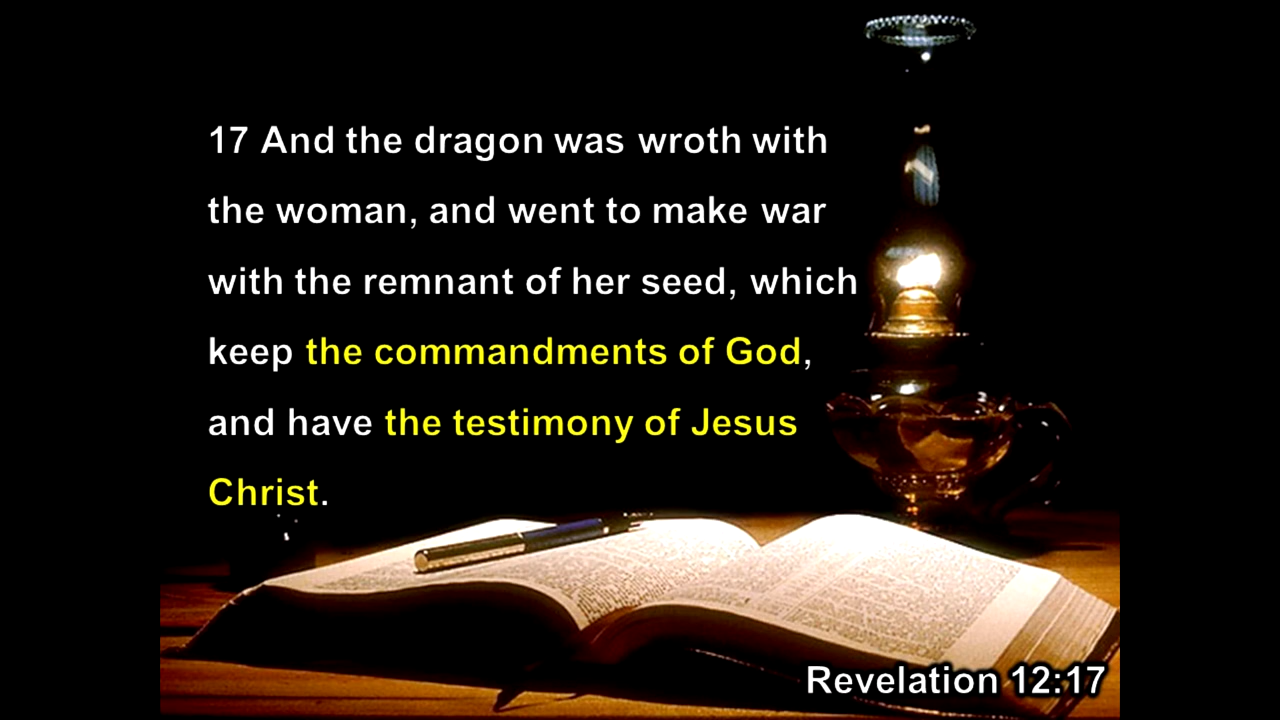 17 And the dragon was wroth with
the woman, and went to make war
with the remnant of her seed, which
keep the commandments of God,
and have the testimony of Jesus
Christ.
Revelation 12:17